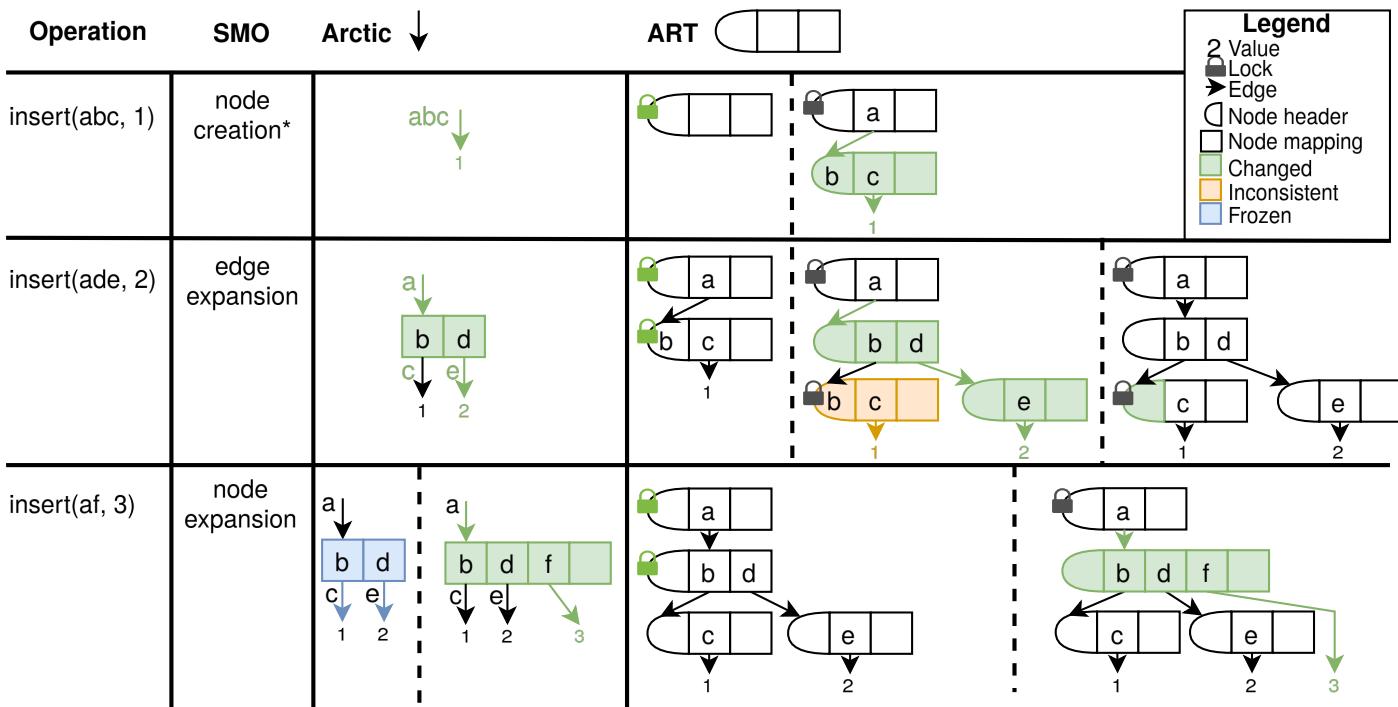 Operation SMO Arctic ART
Legend
2 Value
Lock
Edge
Node header
Node mapping
Changed
Inconsistent
Frozen
insert(abc, 1)
node
creation*
abc
1
a
b c
1
insert(ade, 2)
edge
expansion
a
b d
c e
1 2
a
b c
1
a
b d
b c
e
1 2
a
b d
c e
1 2
insert(af, 3)
node
expansion
a
b d
c e
1 2
a
b d f
c e
1 2 3
a
b d
c e
1 2
a
b d f
c e
1 2 3